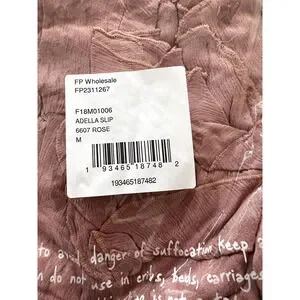 FP Wholesale
FP2311267
F18M01006
ADELLA SLIP
6607 ROSE
M
1 93465 18748 2
193465187482
to avoid danger of suffocation keep a
n do not use in cribs, beds, carriages